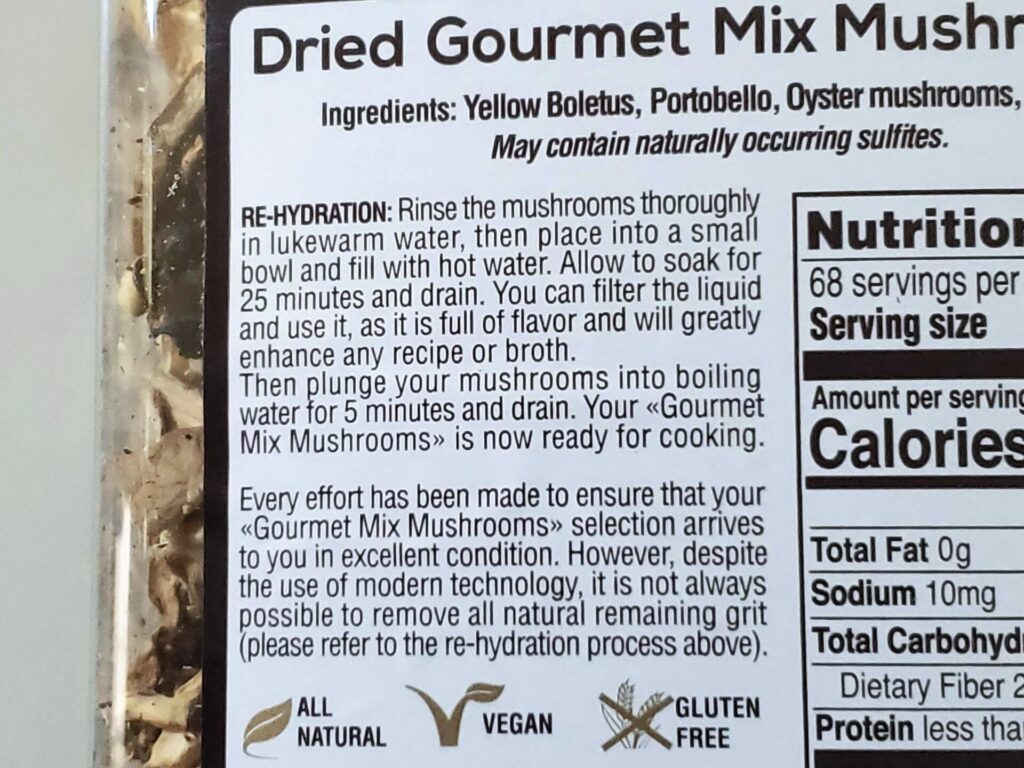 Dried Gourmet Mix Mushr
Ingredients: Yellow Boletus, Portobello, Oyster mushrooms,
May contain naturally occurring sulfites.
RE-HYDRATION: Rinse the mushrooms thoroughly
in lukewarm water, then place into a small
bowl and fill with hot water. Allow to soak for
25 minutes and drain. You can filter the liquid
and use it, as it is full of flavor and will greatly
enhance any recipe or broth.
Then plunge your mushrooms into boiling
water for 5 minutes and drain. Your «Gourmet
Mix Mushrooms» is now ready for cooking.
Every effort has been made to ensure that your
«Gourmet Mix Mushrooms» selection arrives
to you in excellent condition. However, despite
the use of modern technology, it is not always
possible to remove all natural remaining grit
(please refer to the re-hydration process above).
ALL
NATURAL
VEGAN
GLUTEN
FREE
Nutrition
68 servings per
Serving size
Amount per serving
Calories
Total Fat 0g
Sodium 10mg
Total Carbohydr
Dietary Fiber 2
Protein less tha